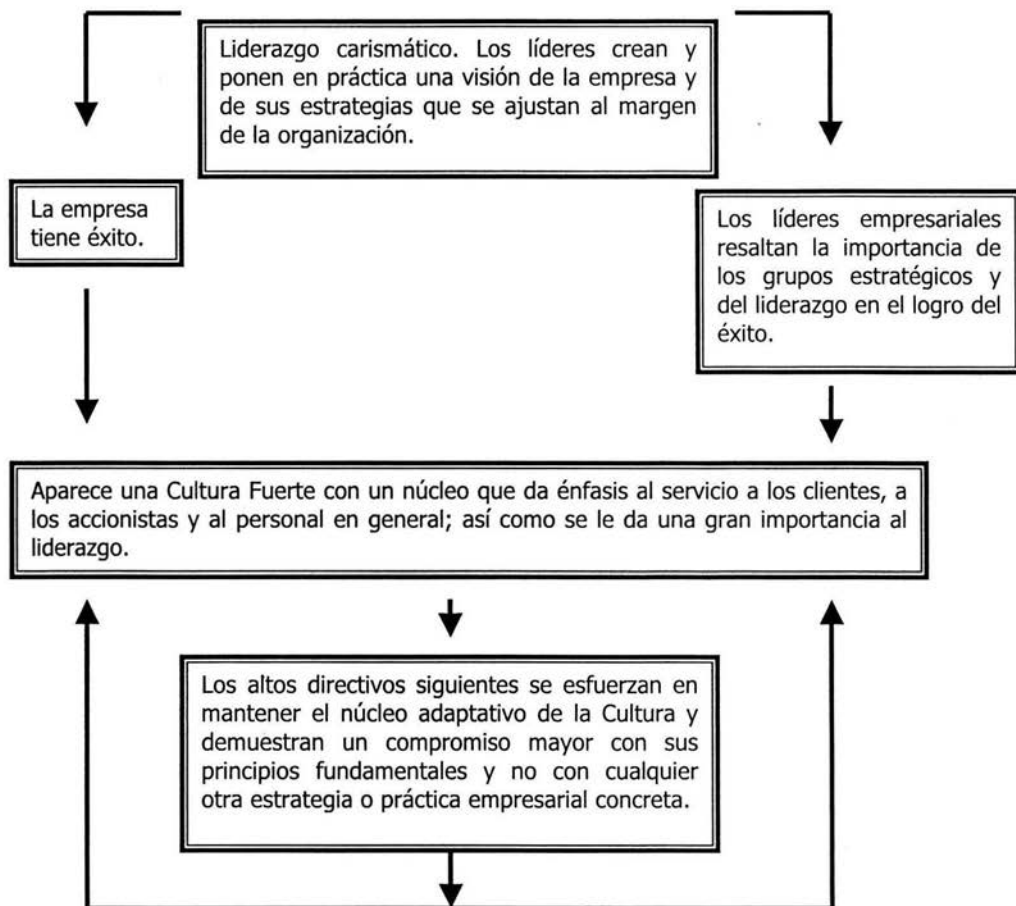 Liderazgo carismático. Los líderes crean y
ponen en práctica una visión de la empresa y
de sus estrategias que se ajustan al margen
de la organización.
La empresa
tiene éxito.
Los líderes empresariales
resaltan la importancia de
los grupos estratégicos y
del liderazgo en el logro del
éxito.
Aparece una Cultura Fuerte con un núcleo que da énfasis al servicio a los clientes, a
los accionistas y al personal en general; así como se le da una gran importancia al
liderazgo.
Los altos directivos siguientes se esfuerzan en
mantener el núcleo adaptativo de la Cultura y
demuestran un compromiso mayor con sus
principios fundamentales y no con cualquier
otra estrategia o práctica empresarial concreta.